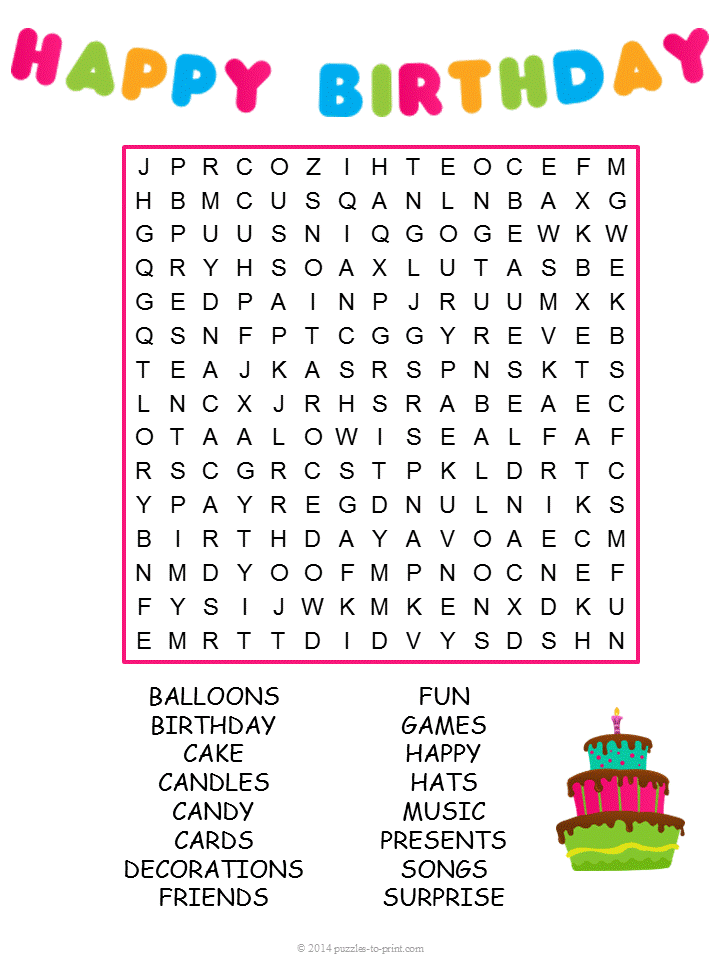 HAPPY BIRTHDAY
J P R C O Z I H T E O C E F M
H B M C U S Q A N L N B A X G
G P U U S N I Q G O G E W K W
Q R Y H S O A X L U T A S B E
G E D P A I N P J R U U M X K
Q S N F P T C G G Y R E V E B
T E A J K A S R S P N S K T S
L N C X J R H S R A B E A E C
O T A A L O W I S E A L F A F
R S C G R C S T P K L D R T C
Y P A Y R E G D N U L N I K S
B I R T H D A Y A V O A E C M
N M D Y O O F M P N O C N E F
F Y S I J W K M K E N X D K U
E M R T T D I D V Y S D S H N
BALLOONS FUN
BIRTHDAY GAMES
CAKE HAPPY
CANDLES HATS
CANDY MUSIC
CARDS PRESENTS
DECORATIONS SONGS
FRIENDS SURPRISE
© 2014 puzzles-to-print.com